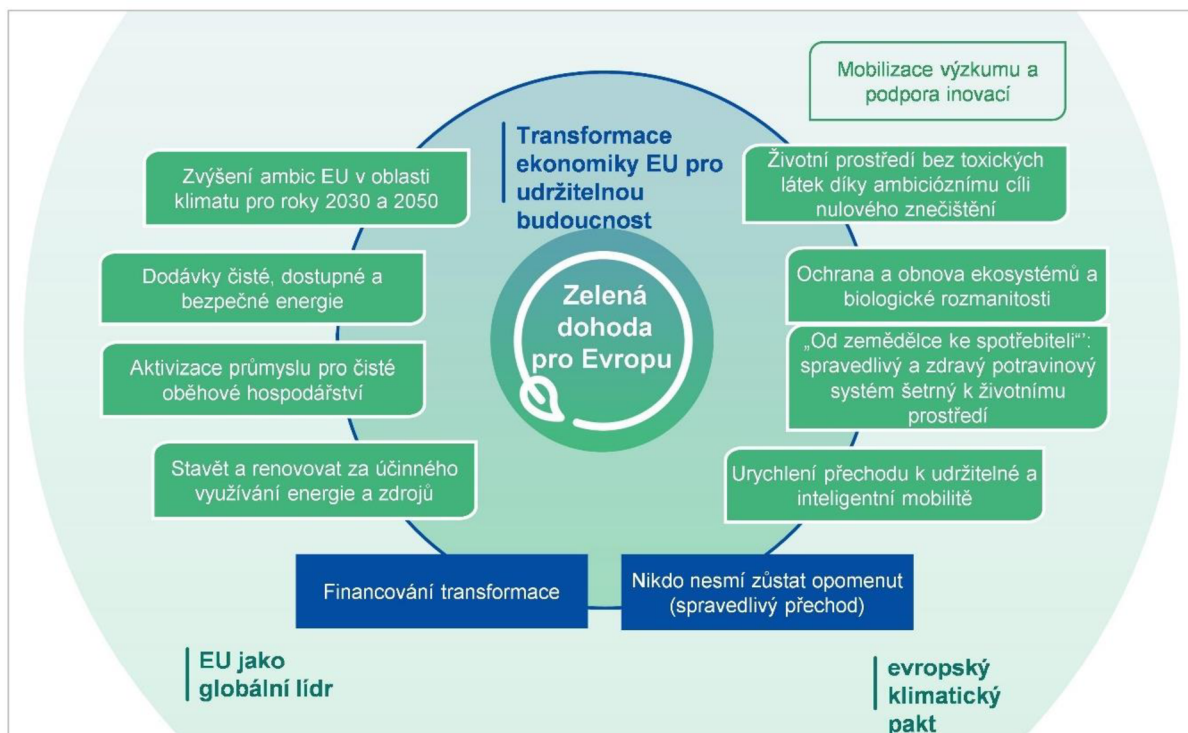 Mobilizace výzkumu a
podpora inovací
Transformace
ekonomiky EU pro
udržitelnou
budoucnost
Zvýšení ambic EU v oblasti
klimatu pro roky 2030 a 2050
Životní prostředí bez toxických
látek díky ambicióznímu cíli
nulového znečištění
Dodávky čisté, dostupné a
bezpečné energie
Zelená
dohoda
pro Evropu
Ochrana a obnova ekosystémů a
biologické rozmanitosti
Aktivizace průmyslu pro čisté
oběhové hospodářství
„Od zemědělce ke spotřebiteli“':
spravedlivý a zdravý potravinový
systém šetrný k životnímu
prostředí
Stavět a renovovat za účinného
využívání energie a zdrojů
Urychlení přechodu k udržitelné a
inteligentní mobilitě
Financování transformace
Nikdo nesmí zůstat opomenut
(spravedlivý přechod)
EU jako
globální lídr
evropský
klimatický
pakt